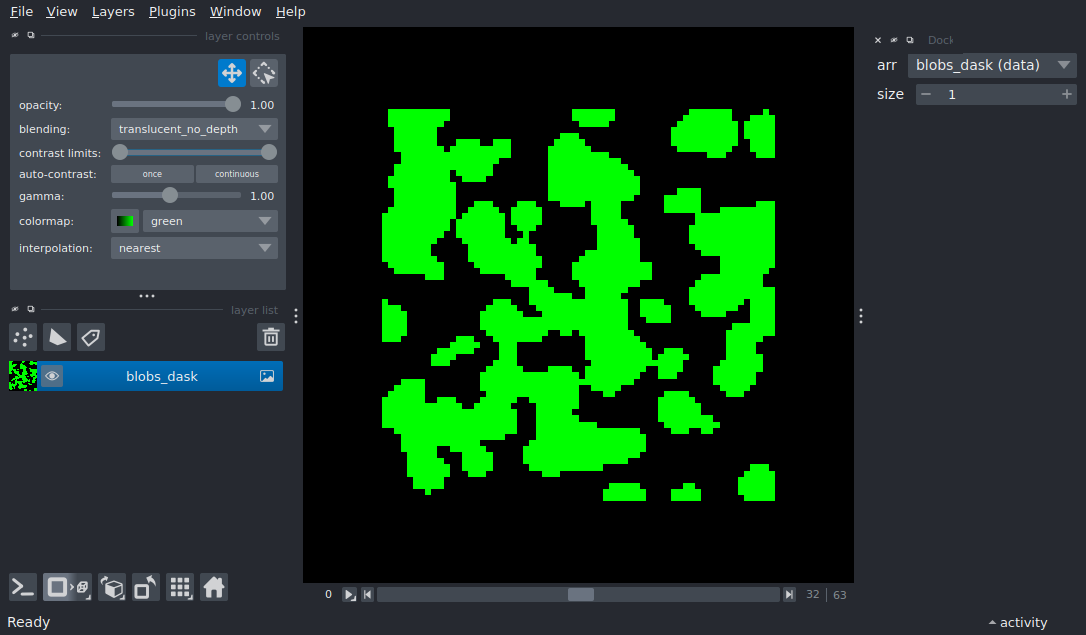 File View Layers Plugins Window Help
layer controls
opacity: 1.00
blending: translucent_no_depth
contrast limits:
auto-contrast: once continuous
gamma: 1.00
colormap: green
interpolation: nearest
layer list
blobs_dask
Dock
arr blobs_dask (data)
size 1
0 32 63
Ready
activity